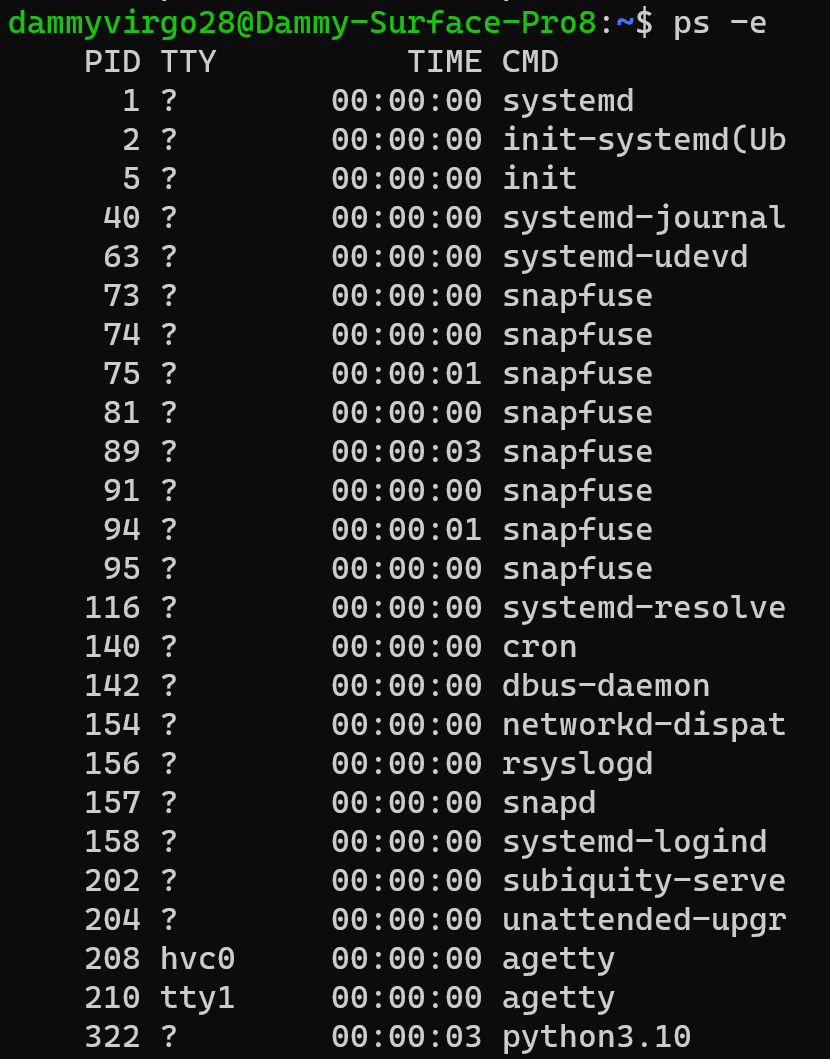 dammyvirgo28@Dammy-Surface-Pro8:~$ ps -e
PID TTY TIME CMD
1 ? 00:00:00 systemd
2 ? 00:00:00 init-systemd(Ub
5 ? 00:00:00 init
40 ? 00:00:00 systemd-journal
63 ? 00:00:00 systemd-udevd
73 ? 00:00:00 snapfuse
74 ? 00:00:00 snapfuse
75 ? 00:00:01 snapfuse
81 ? 00:00:00 snapfuse
89 ? 00:00:03 snapfuse
91 ? 00:00:00 snapfuse
94 ? 00:00:01 snapfuse
95 ? 00:00:00 snapfuse
116 ? 00:00:00 systemd-resolve
140 ? 00:00:00 cron
142 ? 00:00:00 dbus-daemon
154 ? 00:00:00 networkd-dispat
156 ? 00:00:00 rsyslogd
157 ? 00:00:00 snapd
158 ? 00:00:00 systemd-logind
202 ? 00:00:00 subiquity-serve
204 ? 00:00:00 unattended-upgr
208 hvc0 00:00:00 agetty
210 tty1 00:00:00 agetty
322 ? 00:00:03 python3.10